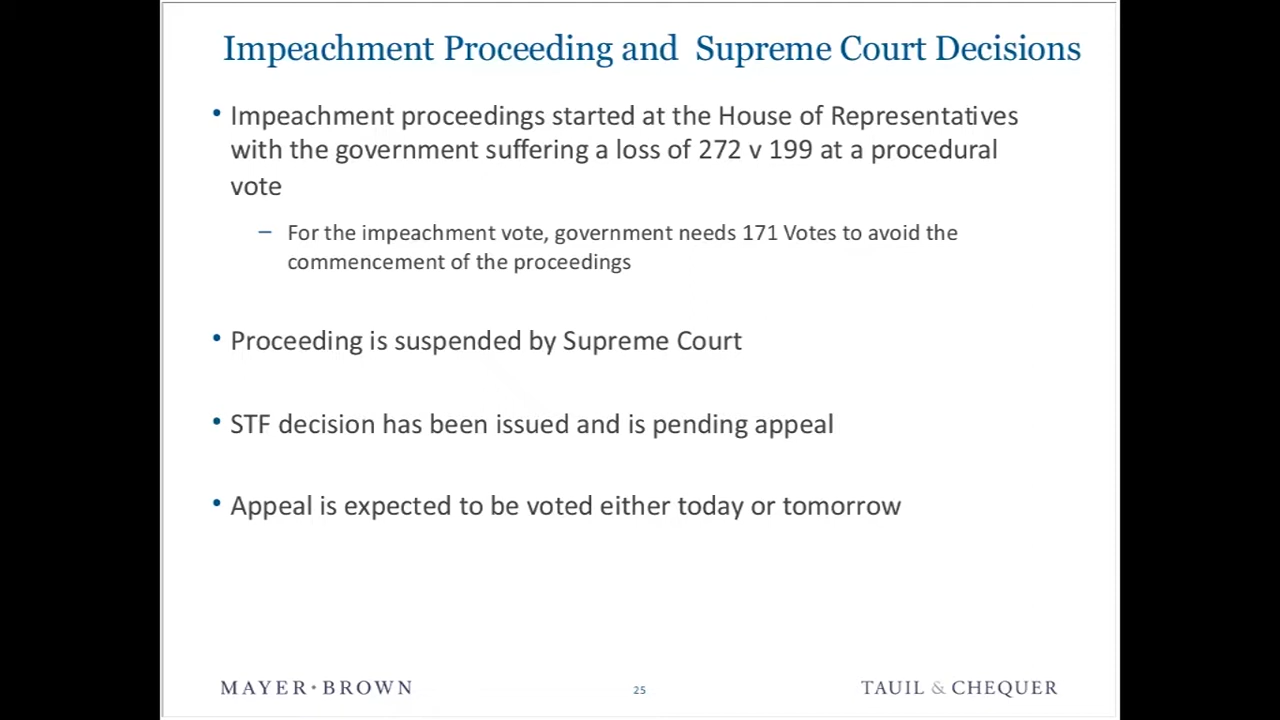 Impeachment Proceeding and Supreme Court Decisions
• Impeachment proceedings started at the House of Representatives
with the government suffering a loss of 272 v 199 at a procedural
vote
– For the impeachment vote, government needs 171 Votes to avoid the
commencement of the proceedings
• Proceeding is suspended by Supreme Court
• STF decision has been issued and is pending appeal
• Appeal is expected to be voted either today or tomorrow
MAYER • BROWN
25
TAUIL & CHEQUER